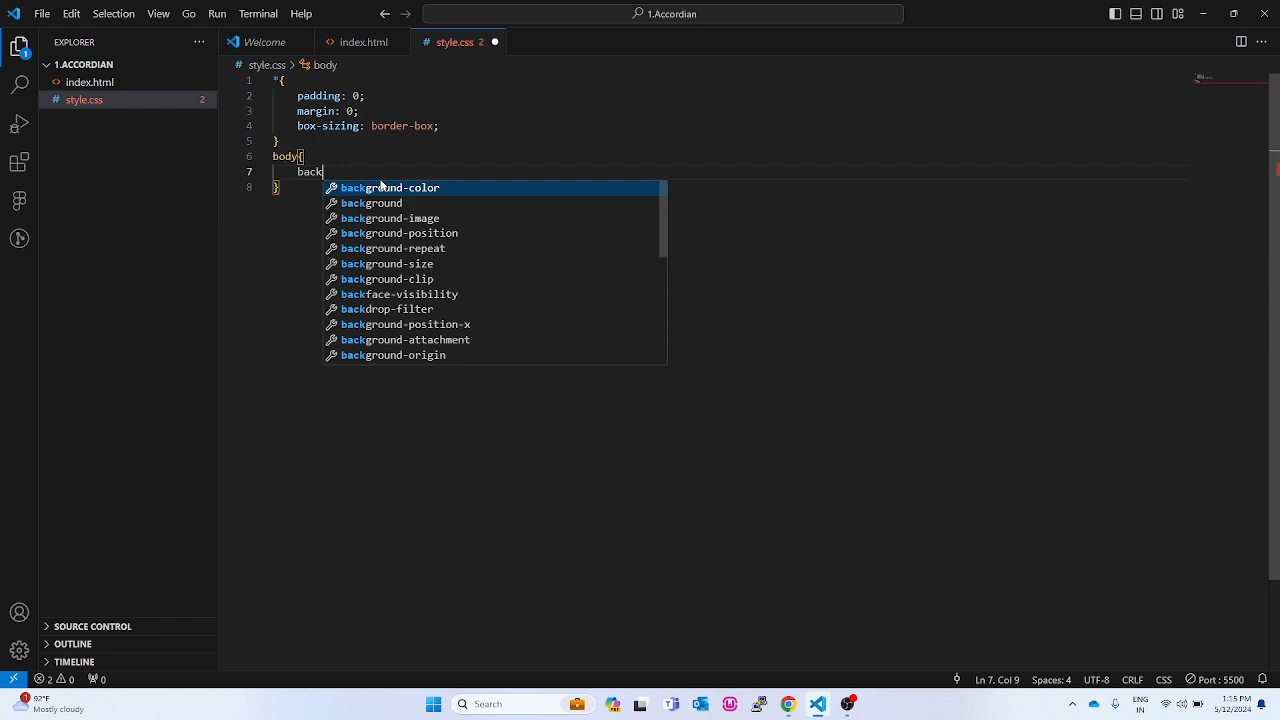 File Edit Selection View Go Run Terminal Help
1.Accordian
EXPLORER
Welcome
index.html
style.css 2
1.ACCORDIAN
index.html
style.css 2
style.css > body
1 *{
2 padding: 0;
3 margin: 0;
4 box-sizing: border-box;
5 }
6 body{
7 back
8 }
background-color
background
background-image
background-position
background-repeat
background-size
background-clip
backface-visibility
backdrop-filter
background-position-x
background-attachment
background-origin
SOURCE CONTROL
OUTLINE
TIMELINE
2 0 0
Ln 7, Col 9 Spaces: 4 UTF-8 CRLF CSS Port: 5500
92°F
Mostly cloudy
Search
ENG
IN
1:15 PM
5/12/2024